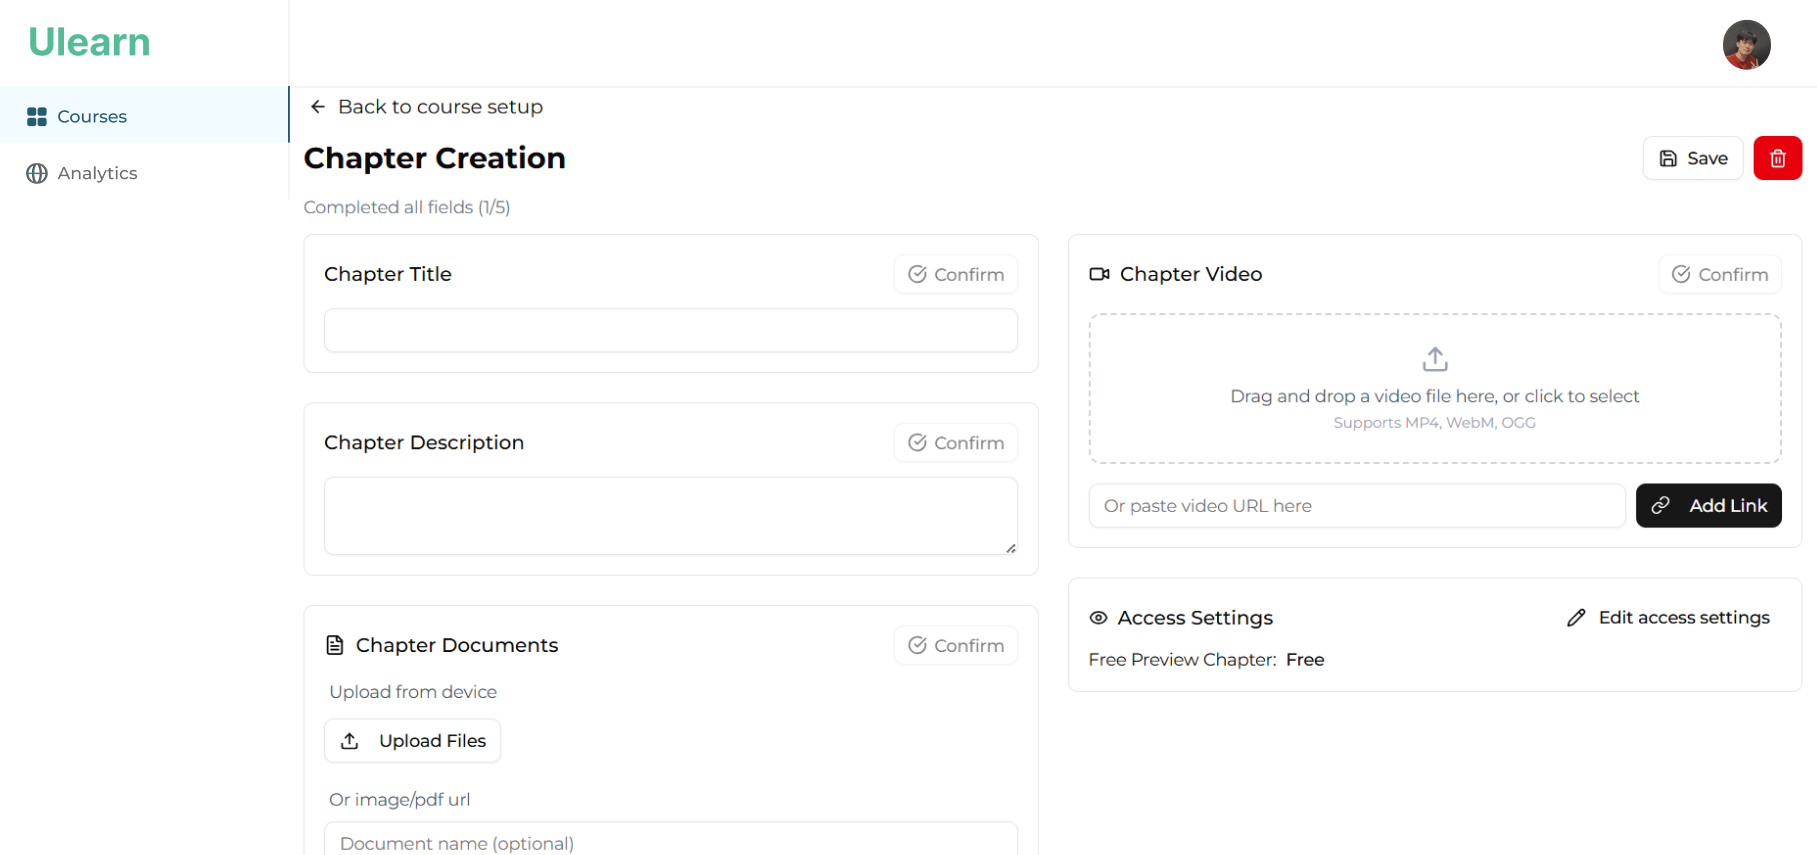 Ulearn
Courses
Analytics
Back to course setup
Chapter Creation
Save
Completed all fields (1/5)
Chapter Title
Confirm
Chapter Description
Confirm
Chapter Documents
Confirm
Upload from device
Upload Files
Or image/pdf url
Document name (optional)
Chapter Video
Confirm
Drag and drop a video file here, or click to select
Supports MP4, WebM, OGG
Or paste video URL here
Add Link
Access Settings
Edit access settings
Free Preview Chapter: Free